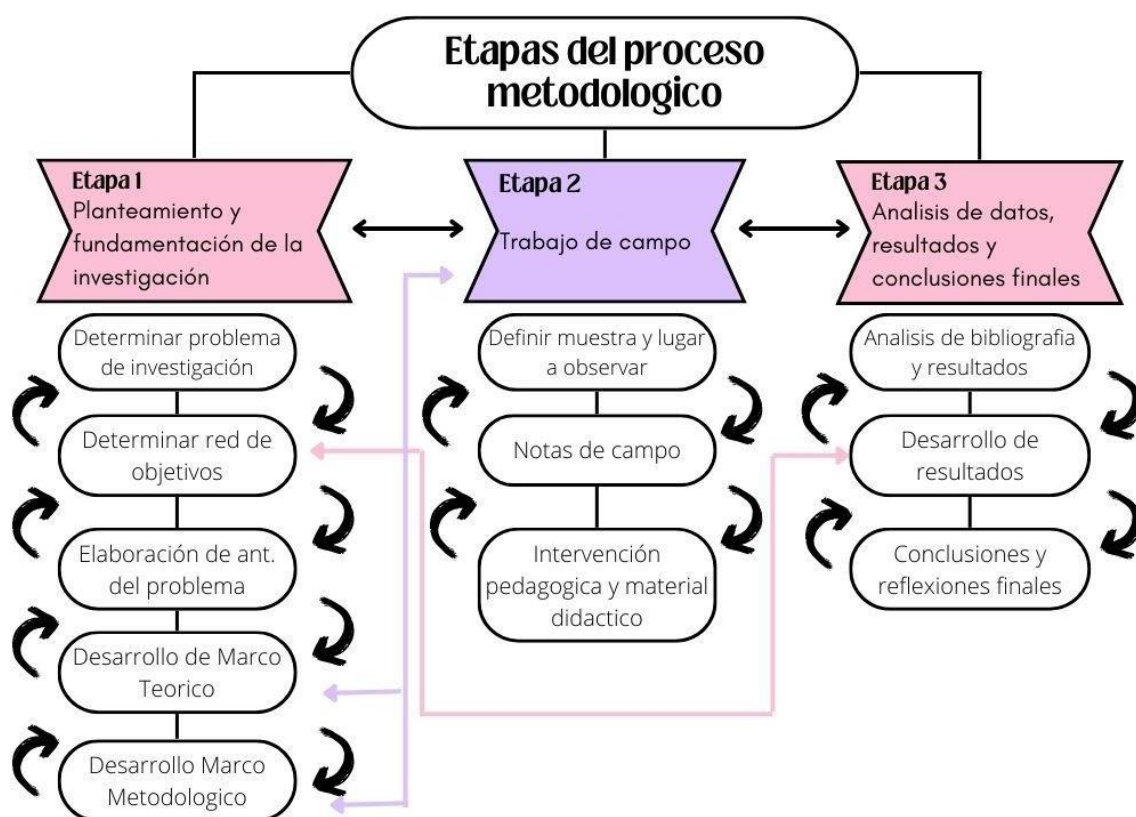 Etapas del proceso
metodologico
Etapa 1
Planteamiento y
fundamentación de la
investigación
Determinar problema
de investigación
Determinar red de
objetivos
Elaboración de ant.
del problema
Desarrollo de Marco
Teorico
Desarrollo Marco
Metodologico
Etapa 2
Trabajo de campo
Definir muestra y lugar
a observar
Notas de campo
Intervención
pedagogica y material
didactico
Etapa 3
Analisis de datos,
resultados y
conclusiones finales
Analisis de bibliografia
y resultados
Desarrollo de
resultados
Conclusiones y
reflexiones finales